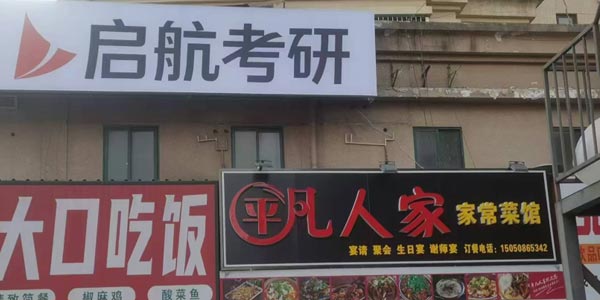 启航考研
大口吃饭
椒麻鸡
酸菜鱼
平凡人家 家常菜馆
宴请 聚会 生日宴 谢师宴 订餐电话：15050865342